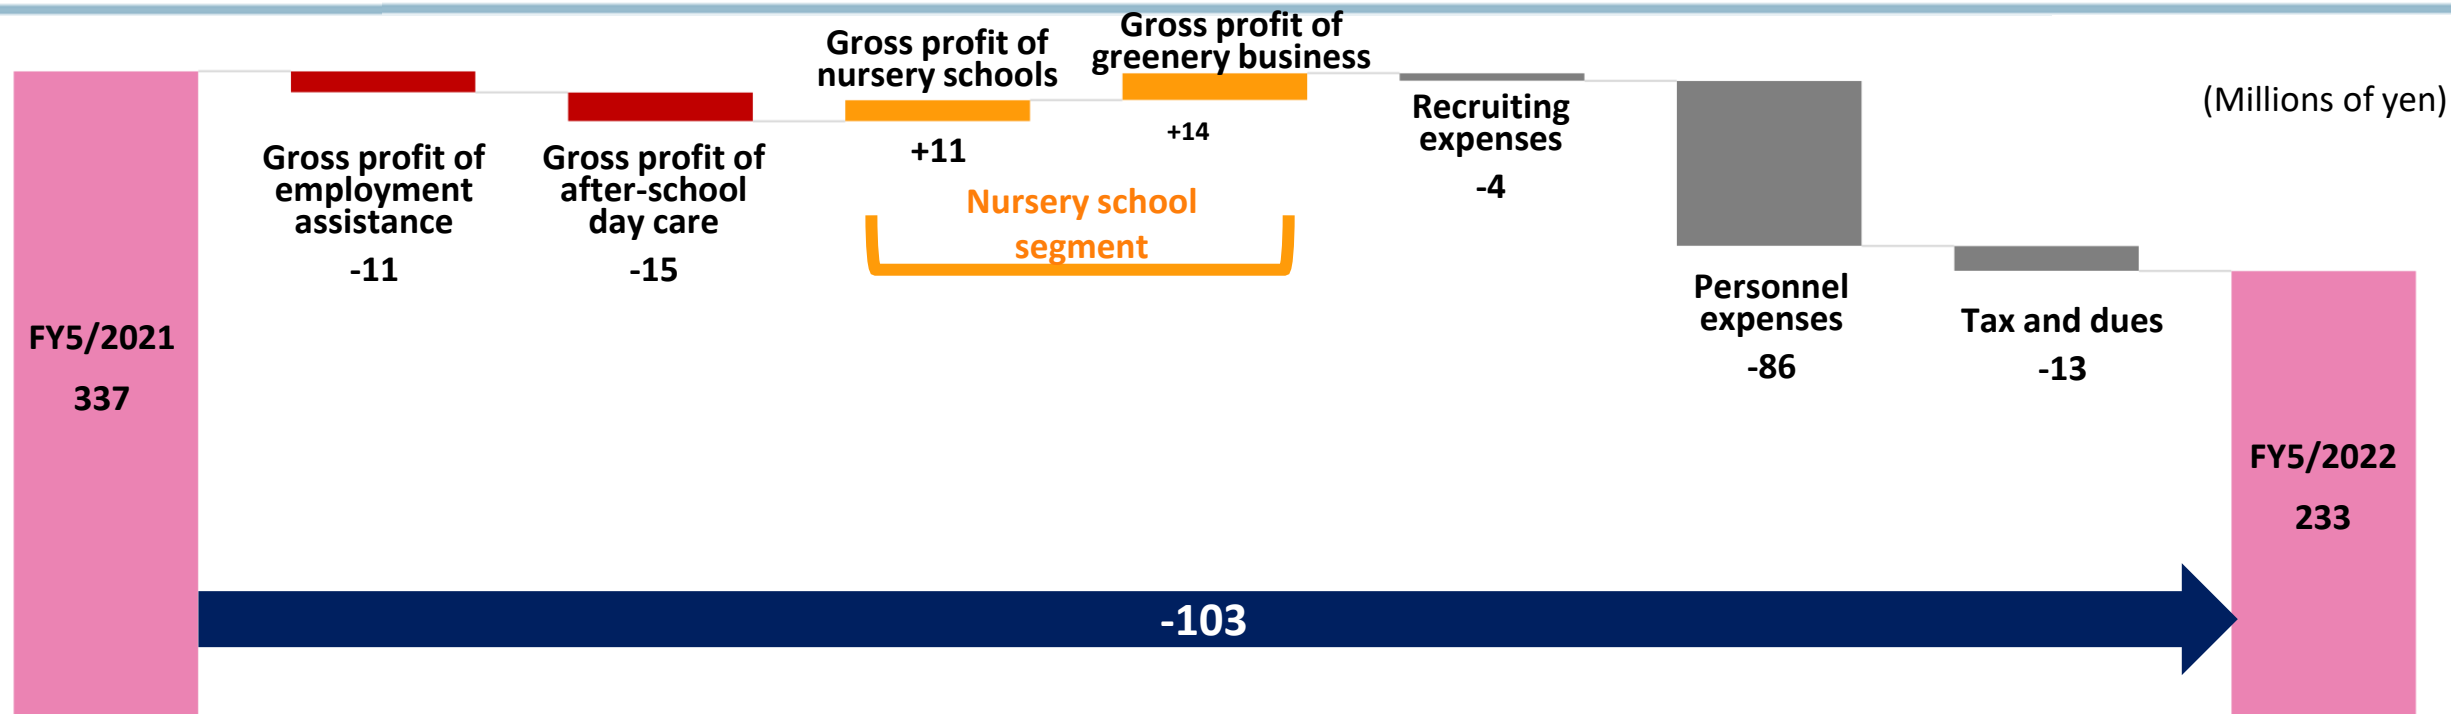 (Millions of yen)
FY5/2021
337
Gross profit of
employment
assistance
-11
Gross profit of
after-school
day care
-15
Gross profit of
nursery schools
+11
Gross profit of
greenery business
+14
Nursery school
segment
Recruiting
expenses
-4
Personnel
expenses
-86
Tax and dues
-13
FY5/2022
233
-103